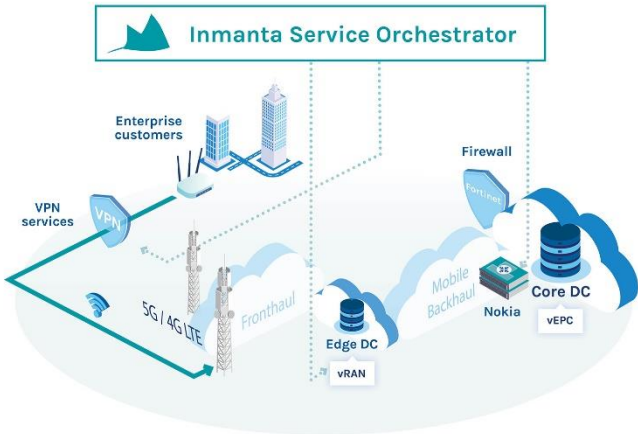 Inmanta Service Orchestrator
Enterprise
customers
Firewall
Fortinet
VPN
services
VPN
5G / 4G LTE
Fronthaul
Mobile
Backhaul
Edge DC
vRAN
Nokia
Core DC
vEPC